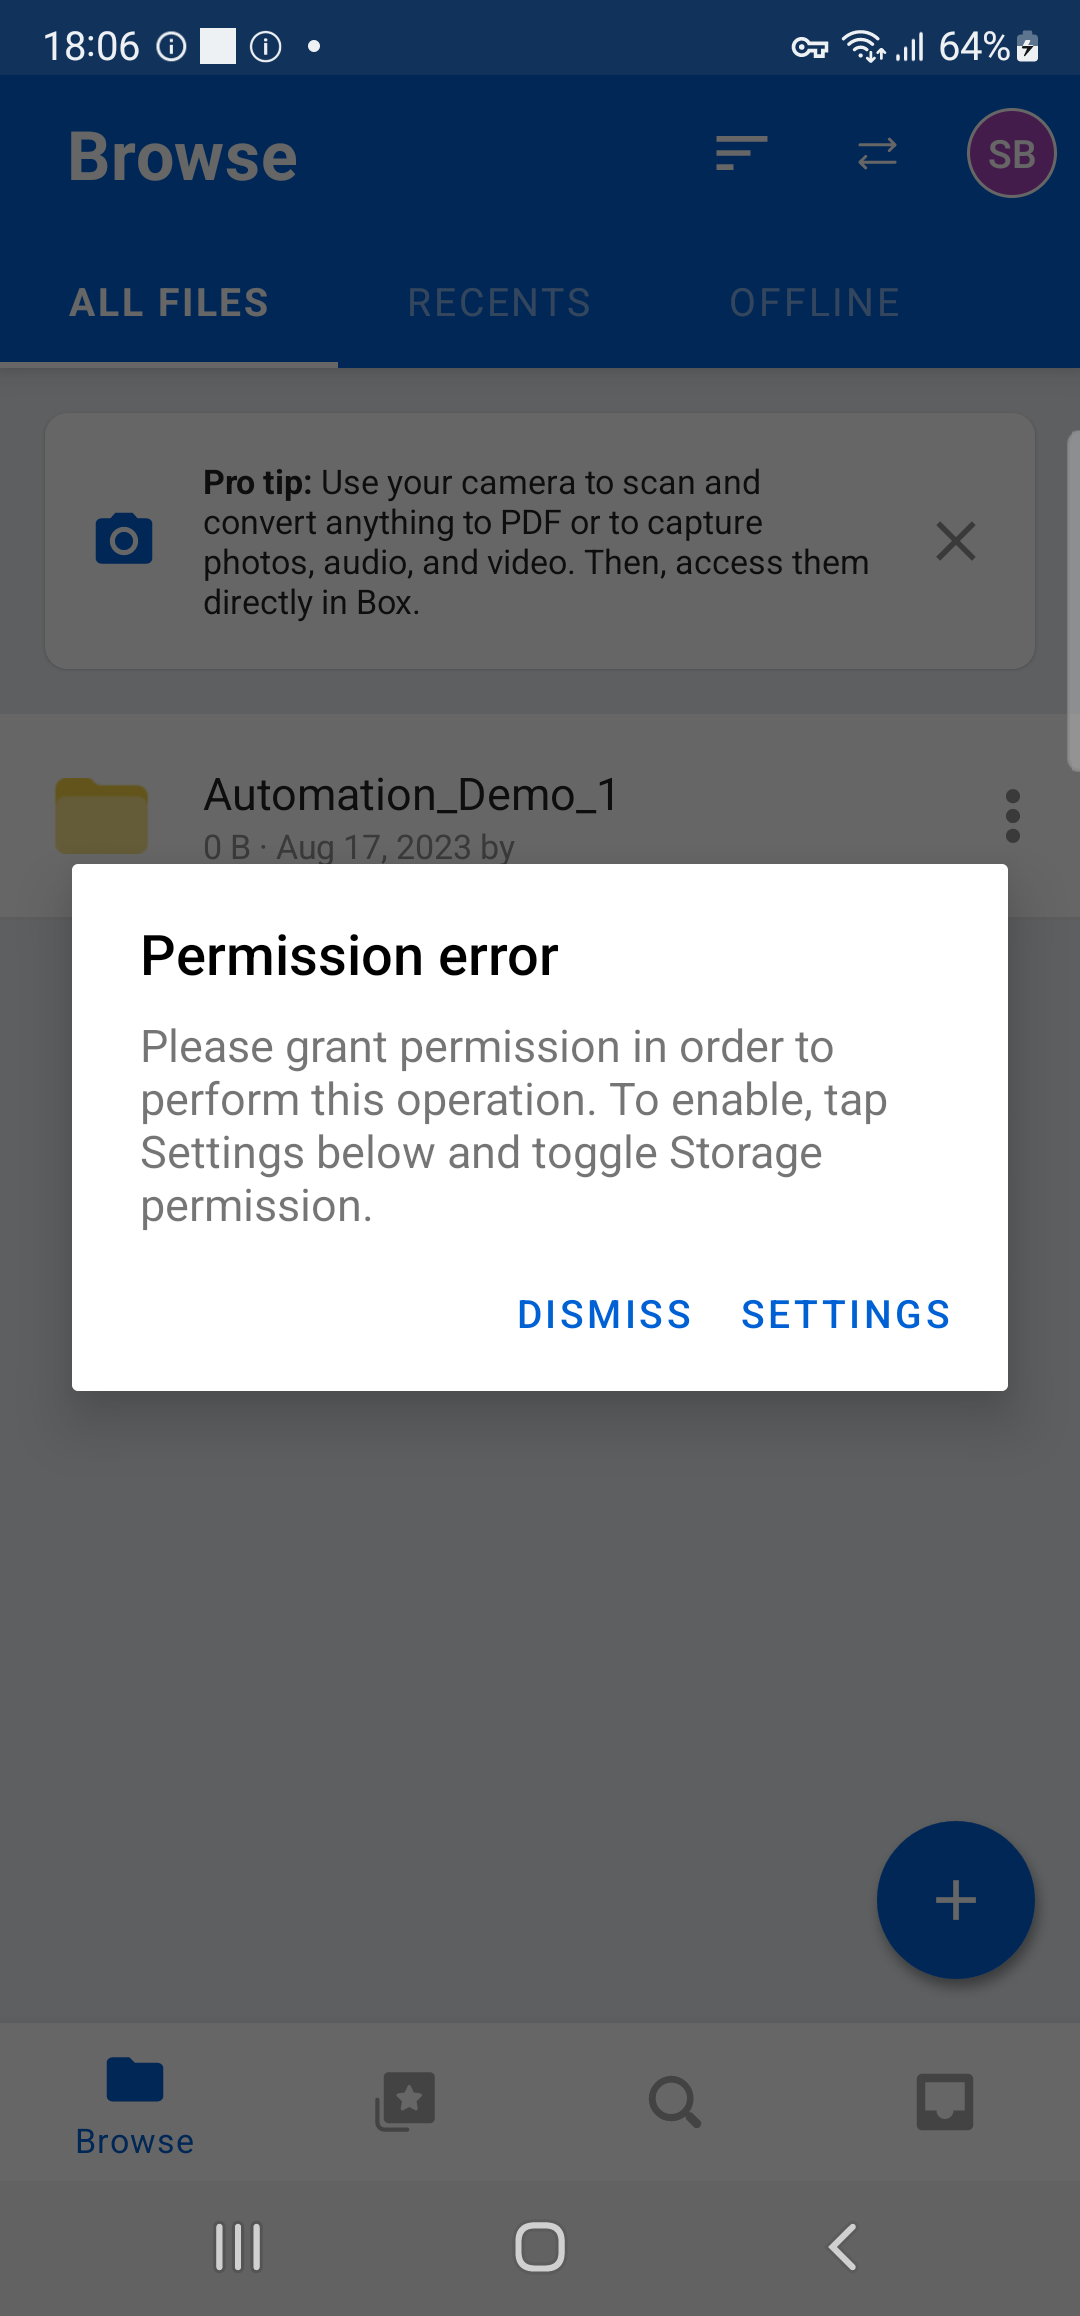 18:06
64%
Browse
SB
ALL FILES
RECENTS
OFFLINE
Pro tip: Use your camera to scan and
convert anything to PDF or to capture
photos, audio, and video. Then, access them
directly in Box.
Automation_Demo_1
0 B · Aug 17, 2023 by
Permission error
Please grant permission in order to
perform this operation. To enable, tap
Settings below and toggle Storage
permission.
DISMISS
SETTINGS
Browse